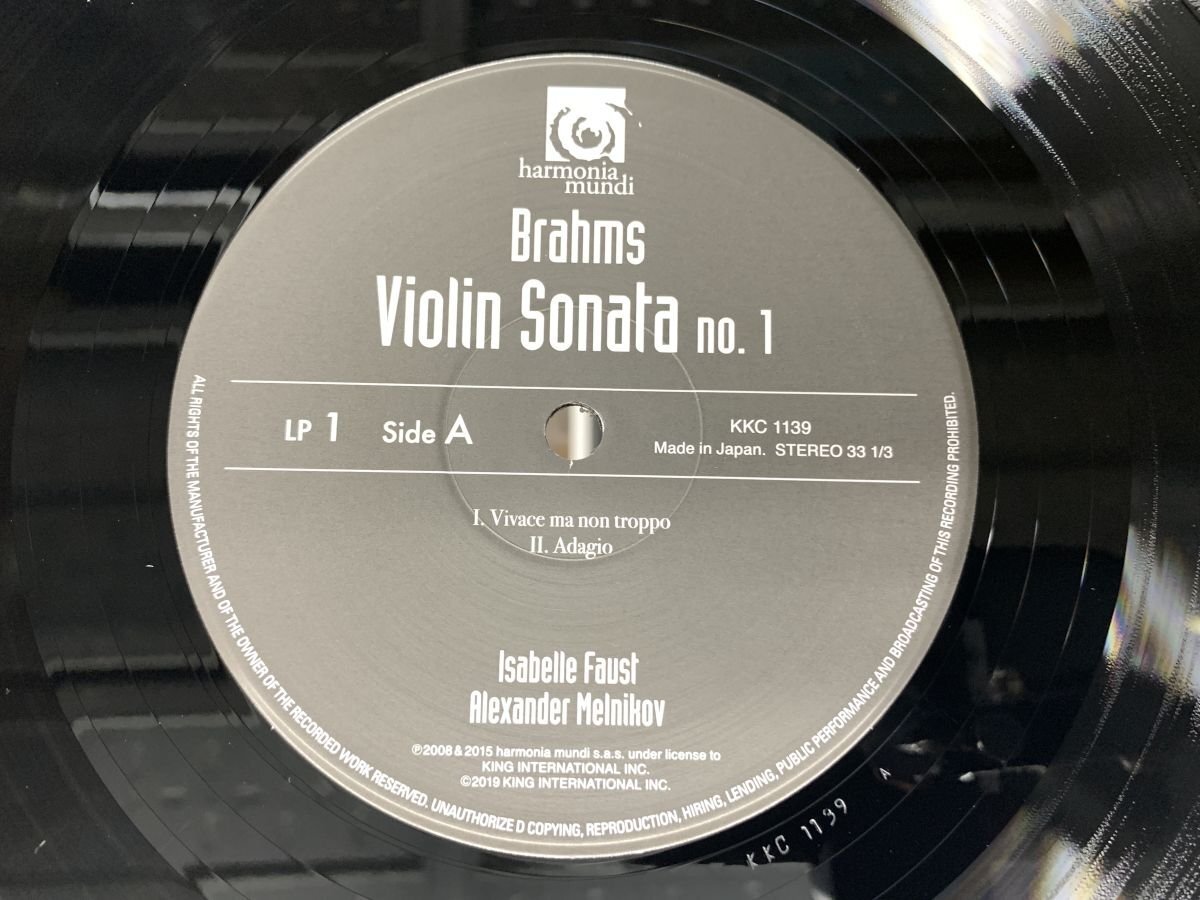 harmonia
mundi
Brahms
Violin Sonata no. 1
LP 1 Side A
KKC 1139
Made in Japan. STEREO 33 1/3
I. Vivace ma non troppo
II. Adagio
Isabelle Faust
Alexander Melnikov
℗2008 & 2015 harmonia mundi s.a.s. under license to
KING INTERNATIONAL INC.
©2019 KING INTERNATIONAL INC.
ALL RIGHTS OF THE MANUFACTURER AND OF THE OWNER OF THE RECORDED WORK RESERVED. UNAUTHORIZE D COPYING, REPRODUCTION, HIRING, LENDING, PUBLIC PERFORMANCE AND BROADCASTING OF THIS RECORDING PROHIBITED.
KKC 1139 A